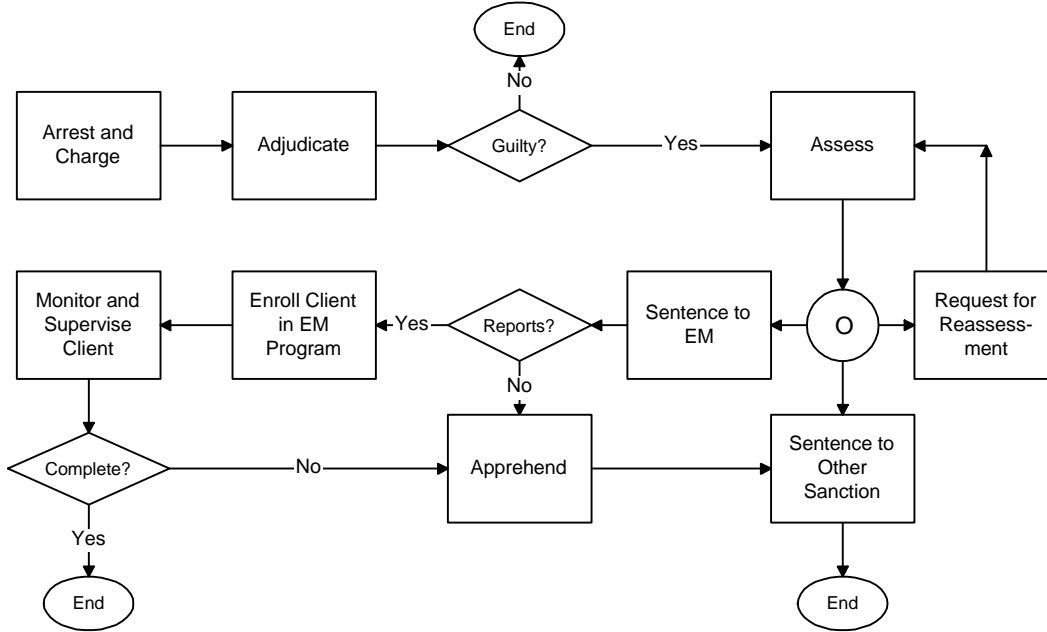 End
No
Arrest and
Charge
Adjudicate
Guilty?
Yes
Assess
Monitor and
Supervise
Client
Enroll Client
in EM
Program
Yes
Reports?
Sentence to
EM
O
Request for
Reassess-
ment
No
Complete?
No
Apprehend
Sentence to
Other
Sanction
Yes
End
End